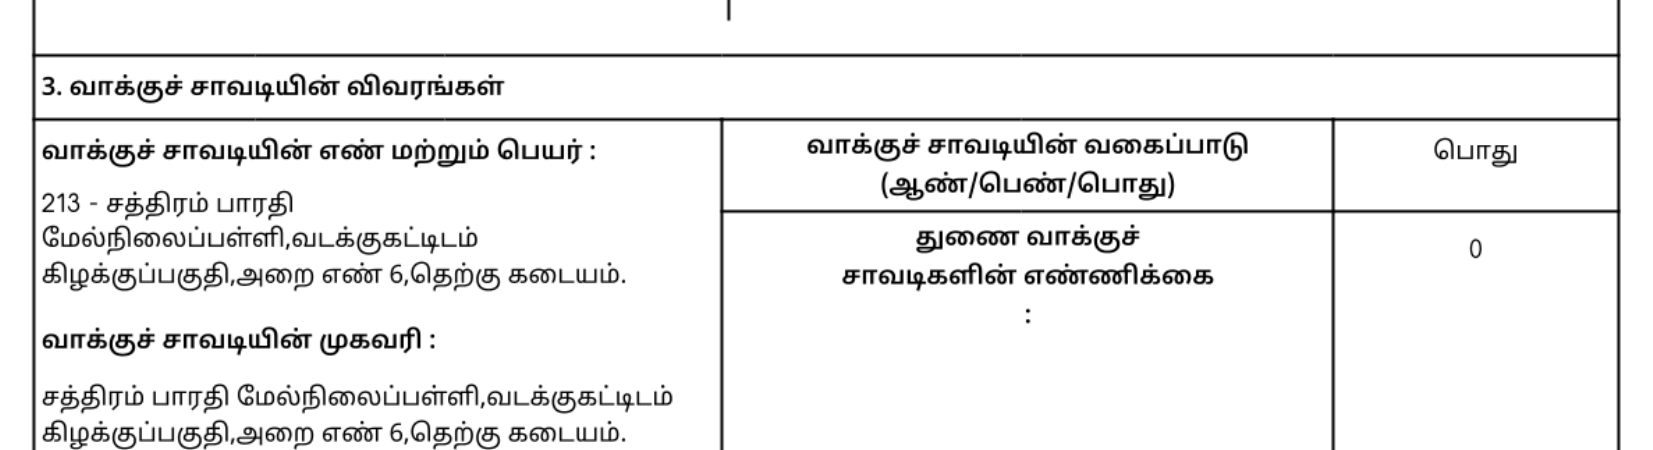 3. வாக்குச் சாவடியின் விவரங்கள்
வாக்குச் சாவடியின் எண் மற்றும் பெயர் :
213 - சத்திரம் பாரதி
மேல்நிலைப்பள்ளி,வடக்குகட்டிடம்
கிழக்குப்பகுதி,அறை எண் 6,தெற்கு கடையம்.
வாக்குச் சாவடியின் முகவரி :
சத்திரம் பாரதி மேல்நிலைப்பள்ளி,வடக்குகட்டிடம்
கிழக்குப்பகுதி,அறை எண் 6,தெற்கு கடையம்.
வாக்குச் சாவடியின் வகைப்பாடு
(ஆண்/பெண்/பொது)
பொது
துணை வாக்குச்
சாவடிகளின் எண்ணிக்கை
:
0